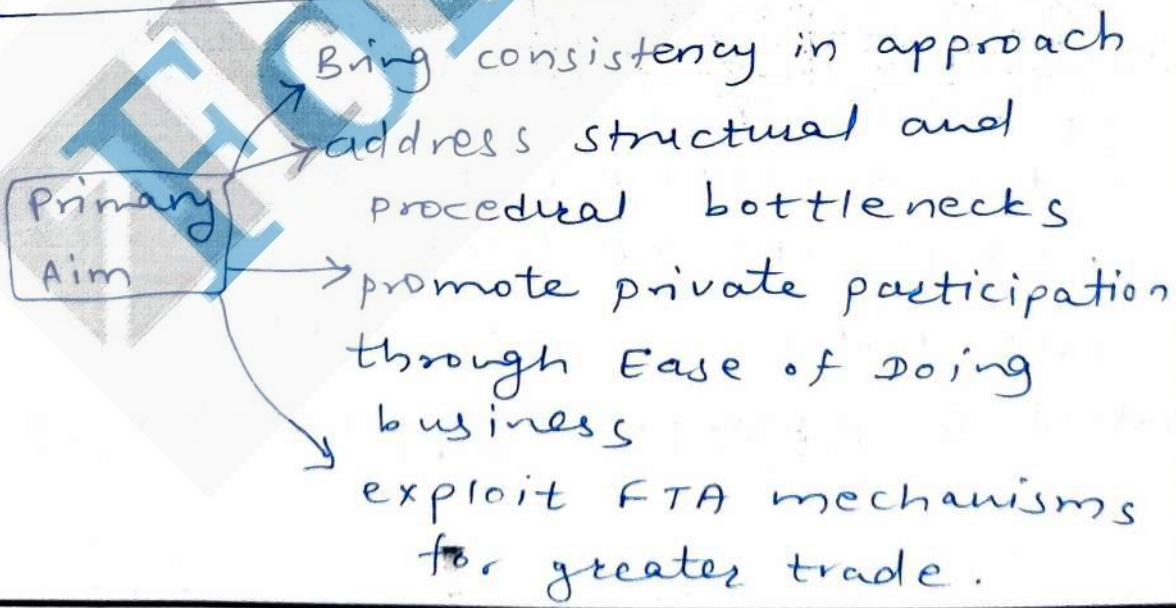 Bring consistency in approach
address structural and
procedural bottlenecks
Primary
Aim
promote private participation
through Ease of Doing
business
exploit FTA mechanisms
for greater trade.